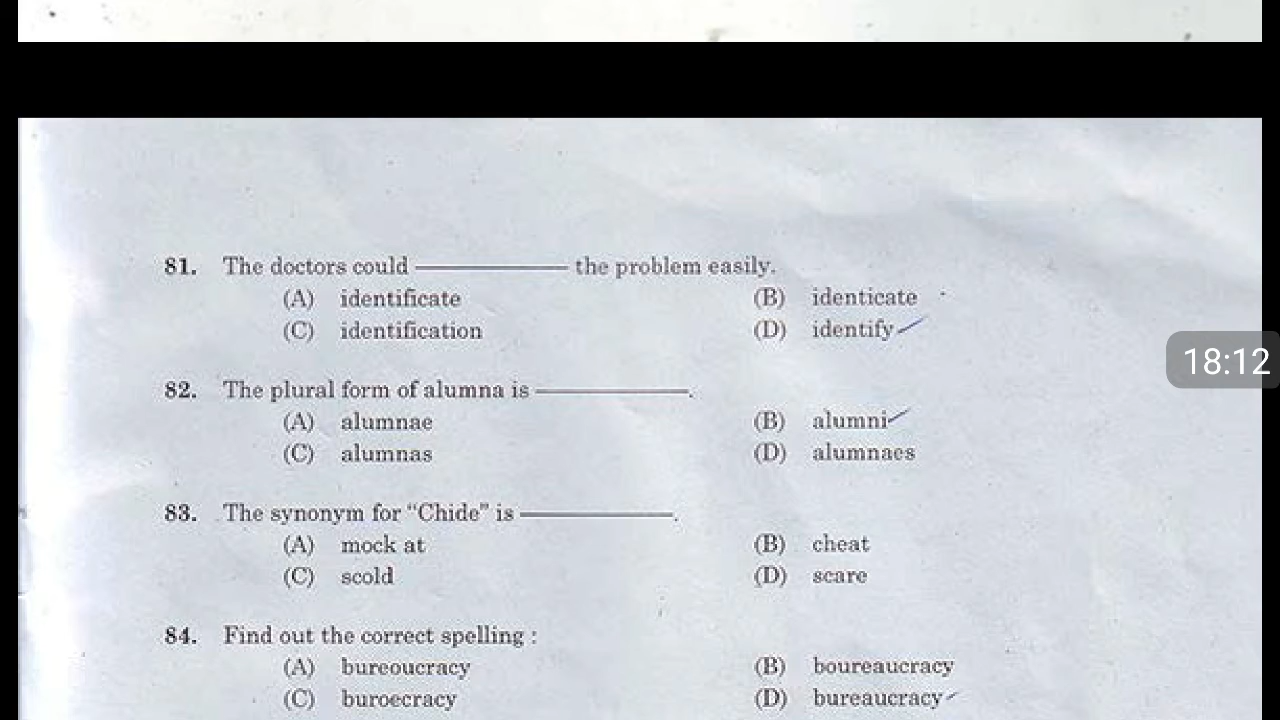 81. The doctors could ———— the problem easily.
(A) identificate (B) identicate
(C) identification (D) identify
18:12
82. The plural form of alumna is ————.
(A) alumnae (B) alumni
(C) alumnas (D) alumnaes
83. The synonym for “Chide” is ————.
(A) mock at (B) cheat
(C) scold (D) scare
84. Find out the correct spelling :
(A) bureoucracy (B) boureaucracy
(C) buroecracy (D) bureaucracy